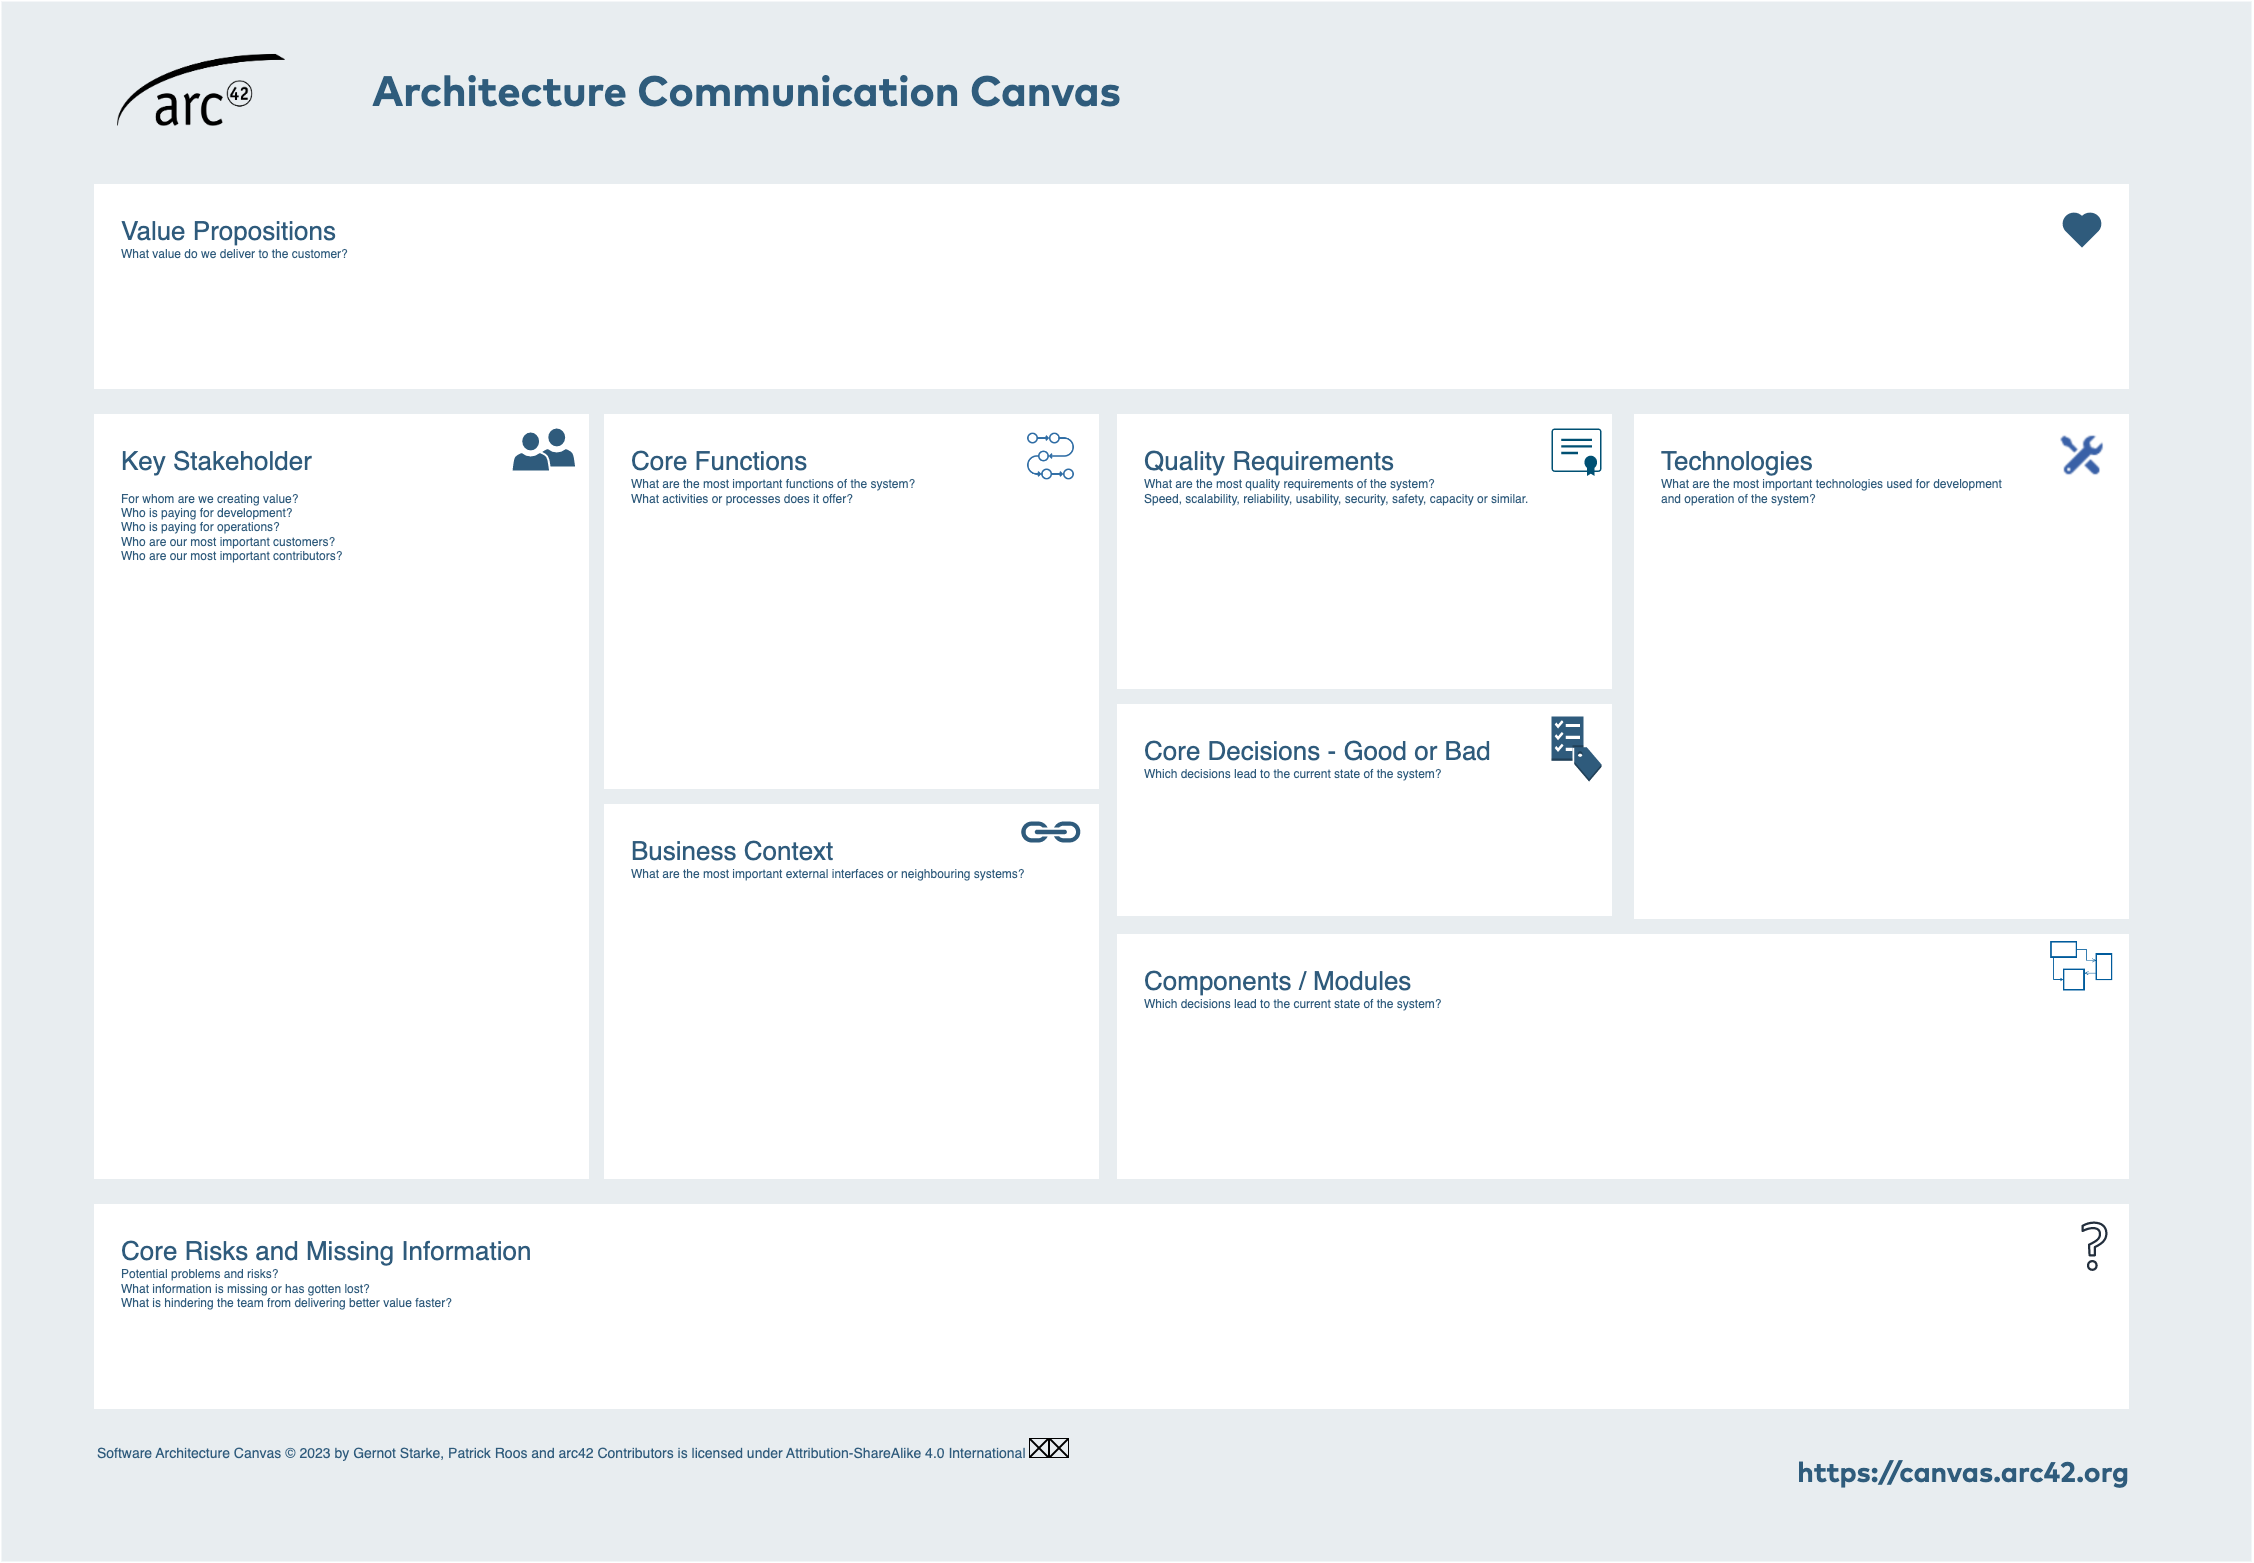 arc 42
Architecture Communication Canvas
Value Propositions
What value do we deliver to the customer?
Key Stakeholder
For whom are we creating value?
Who is paying for development?
Who is paying for operations?
Who are our most important customers?
Who are our most important contributors?
Core Functions
What are the most important functions of the system?
What activities or processes does it offer?
Business Context
What are the most important external interfaces or neighbouring systems?
Quality Requirements
What are the most quality requirements of the system?
Speed, scalability, reliability, usability, security, safety, capacity or similar.
Core Decisions - Good or Bad
Which decisions lead to the current state of the system?
Technologies
What are the most important technologies used for development
and operation of the system?
Components / Modules
Which decisions lead to the current state of the system?
Core Risks and Missing Information
Potential problems and risks?
What information is missing or has gotten lost?
What is hindering the team from delivering better value faster?
Software Architecture Canvas © 2023 by Gernot Starke, Patrick Roos and arc42 Contributors is licensed under Attribution-ShareAlike 4.0 International
https://canvas.arc42.org